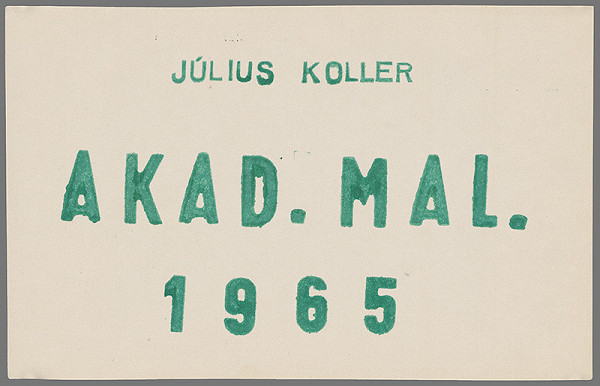 JÚLIUS KOLLER
AKAD. MAL.
1965